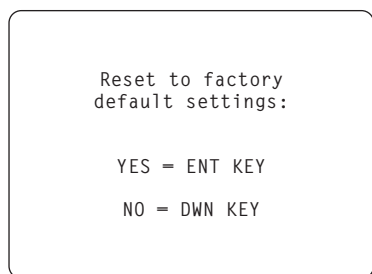 Reset to factory
default settings:
YES = ENT KEY
NO = DWN KEY